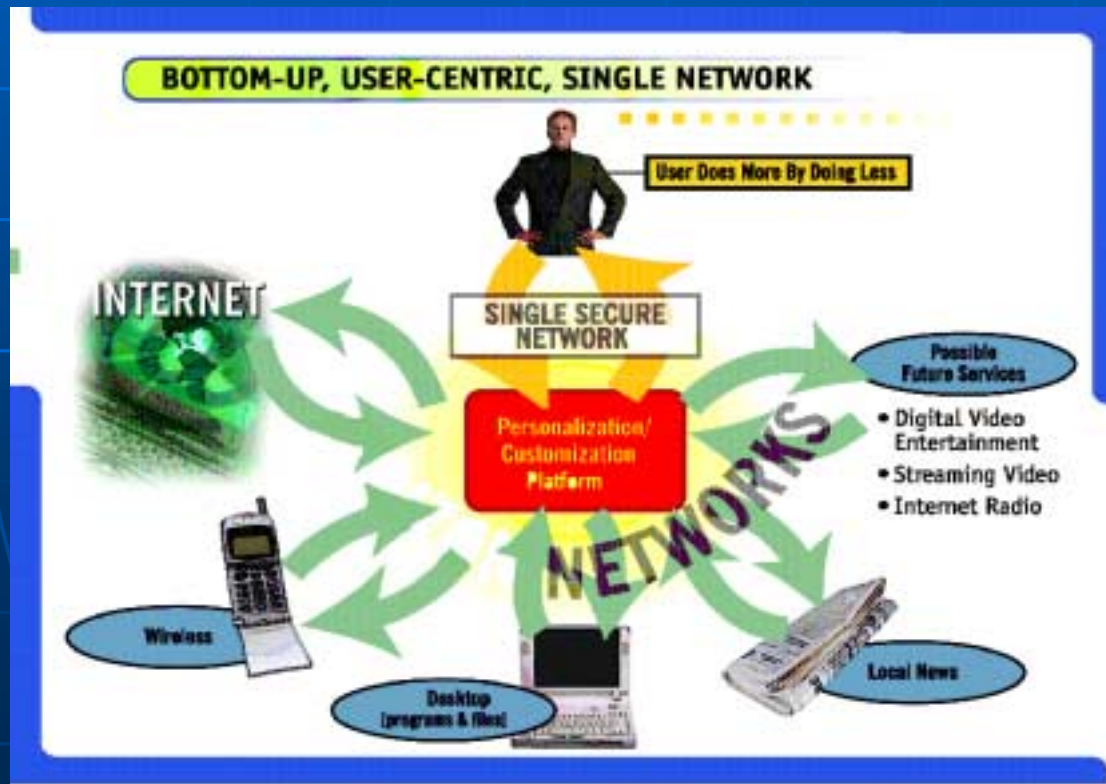 BOTTOM-UP, USER-CENTRIC, SINGLE NETWORK
User Does More By Doing Less
INTERNET
SINGLE SECURE
NETWORK
Possible
Future Services
• Digital Video
Entertainment
• Streaming Video
• Internet Radio
Personalization/
Customization
Platform
NETWORKS
Wireless
Desktop
[programs & files]
Local News